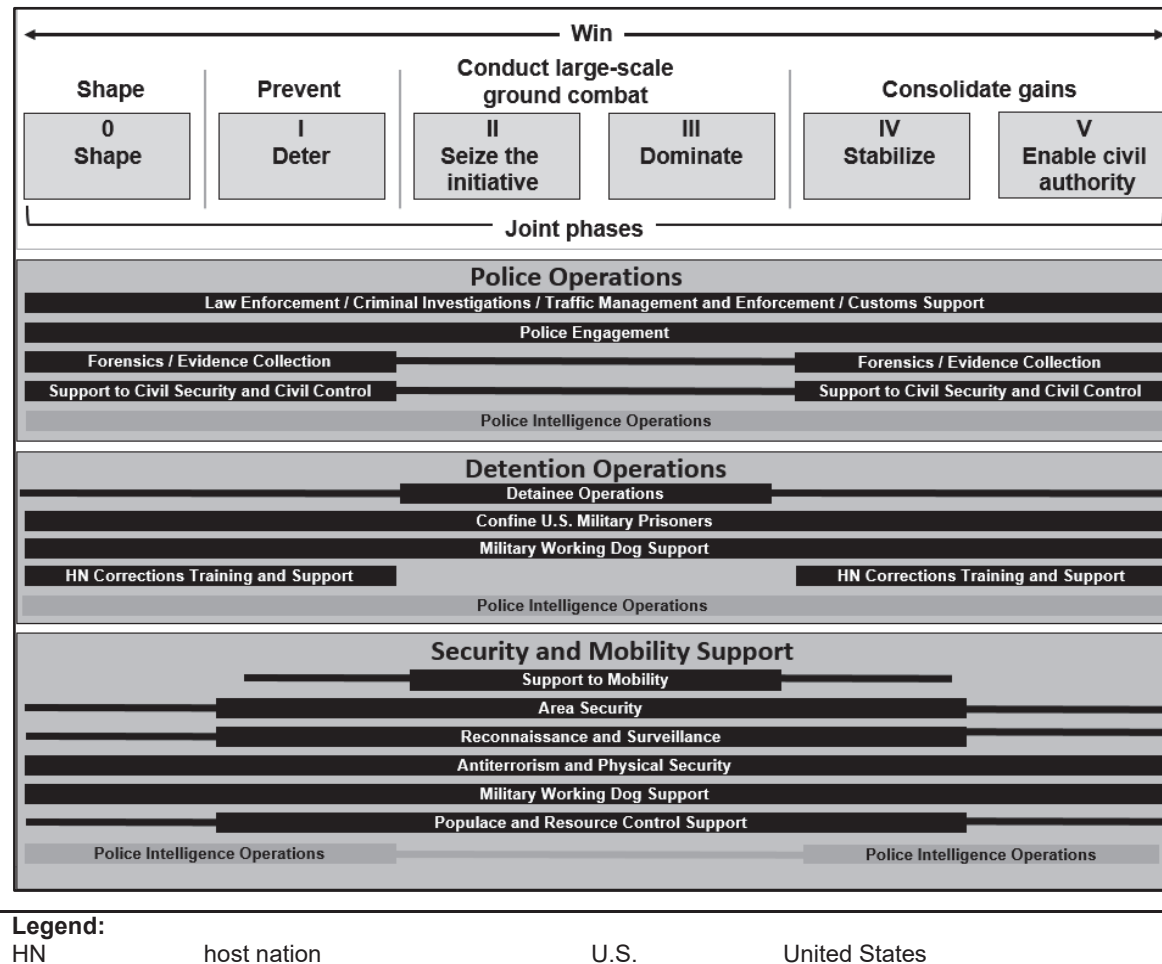 Win
Shape
Prevent
Conduct large-scale
ground combat
Consolidate gains
0
Shape
I
Deter
II
Seize the
initiative
III
Dominate
IV
Stabilize
V
Enable civil
authority
Joint phases
Police Operations
Law Enforcement / Criminal Investigations / Traffic Management and Enforcement / Customs Support
Police Engagement
Forensics / Evidence Collection Forensics / Evidence Collection
Support to Civil Security and Civil Control Support to Civil Security and Civil Control
Police Intelligence Operations
Detention Operations
Detainee Operations
Confine U.S. Military Prisoners
Military Working Dog Support
HN Corrections Training and Support HN Corrections Training and Support
Police Intelligence Operations
Security and Mobility Support
Support to Mobility
Area Security
Reconnaissance and Surveillance
Antiterrorism and Physical Security
Military Working Dog Support
Populace and Resource Control Support
Police Intelligence Operations Police Intelligence Operations
Legend:
HN host nation U.S. United States